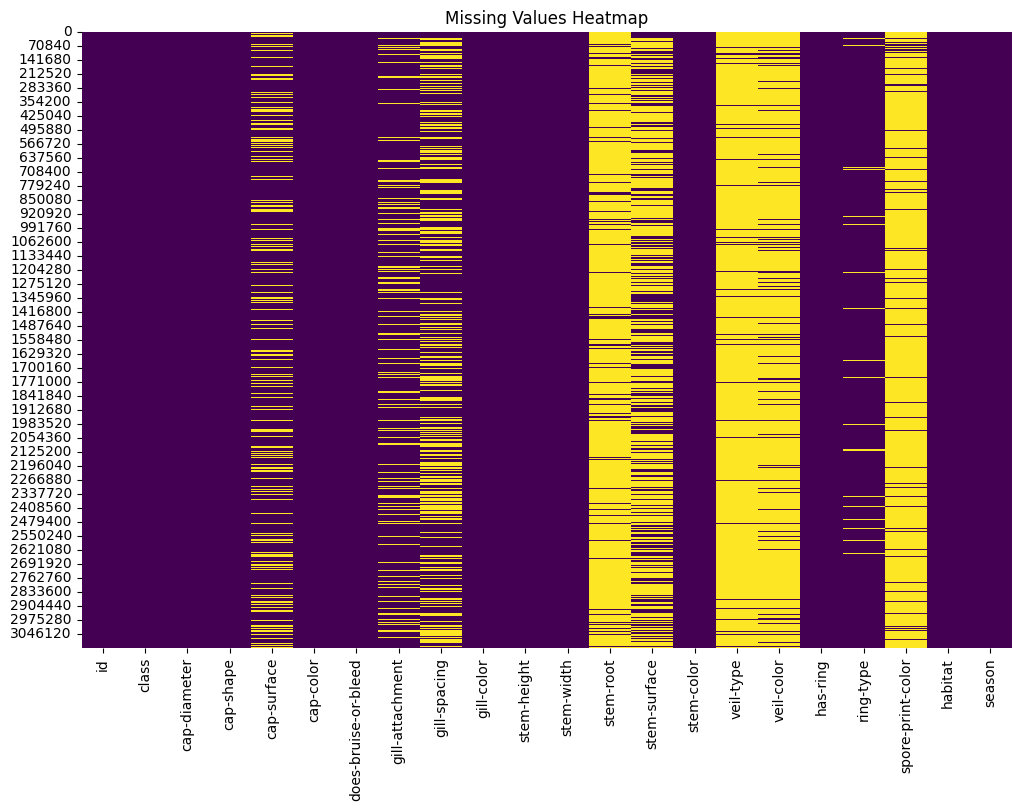 Missing Values Heatmap
0
70840
141680
212520
283360
354200
425040
495880
566720
637560
708400
779240
850080
920920
991760
1062600
1133440
1204280
1275120
1345960
1416800
1487640
1558480
1629320
1700160
1771000
1841840
1912680
1983520
2054360
2125200
2196040
2266880
2337720
2408560
2479400
2550240
2621080
2691920
2762760
2833600
2904440
2975280
3046120
id
class
cap-diameter
cap-shape
cap-surface
cap-color
does-bruise-or-bleed
gill-attachment
gill-spacing
gill-color
stem-height
stem-width
stem-root
stem-surface
stem-color
veil-type
veil-color
has-ring
ring-type
spore-print-color
habitat
season